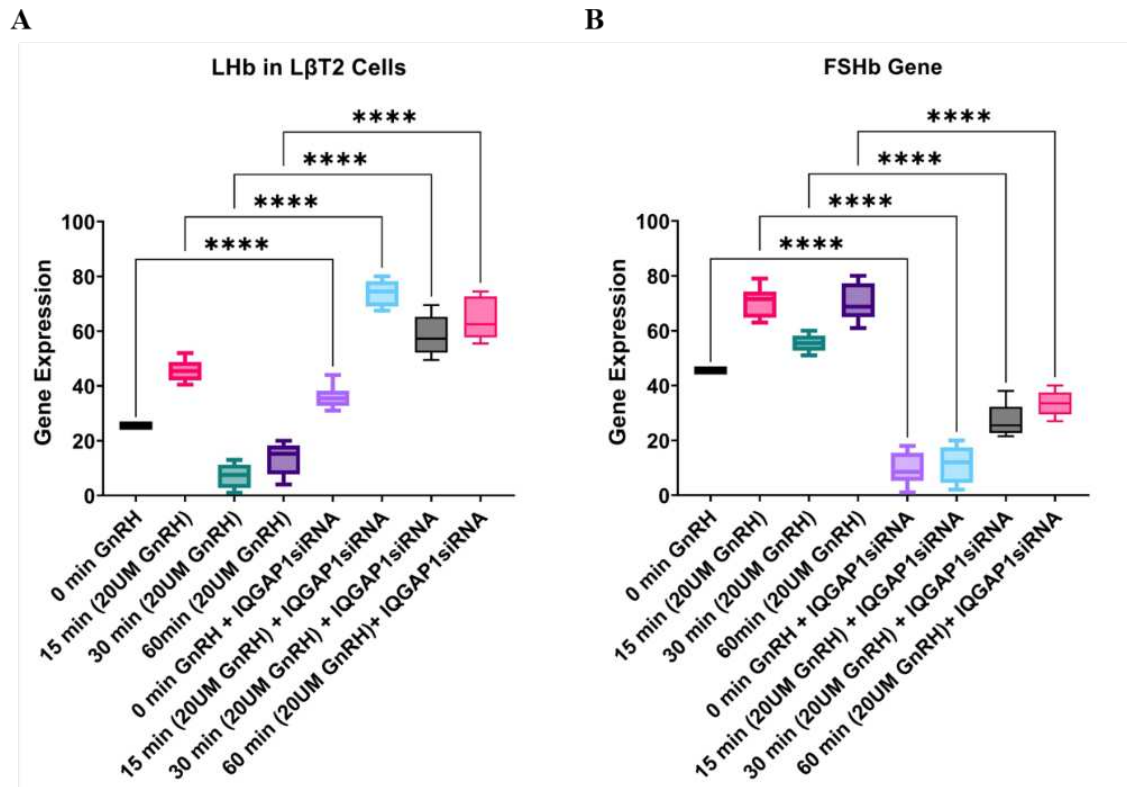 A
LHb in LβT2 Cells
****
****
****
****
Gene Expression
100
80
60
40
20
0
0 min GnRH
15 min (20UM GnRH)
30 min (20UM GnRH)
60min (20UM GnRH)
0 min GnRH + IQGAP1siRNA
15 min (20UM GnRH) + IQGAP1siRNA
30 min (20UM GnRH) + IQGAP1siRNA
60 min (20UM GnRH)+ IQGAP1siRNA
B
FSHb Gene
****
****
****
****
Gene Expression
100
80
60
40
20
0
0 min GnRH
15 min (20UM GnRH)
30 min (20UM GnRH)
60min (20UM GnRH)
0 min GnRH + IQGAP1siRNA
15 min (20UM GnRH) + IQGAP1siRNA
30 min (20UM GnRH) + IQGAP1siRNA
60 min (20UM GnRH)+ IQGAP1siRNA